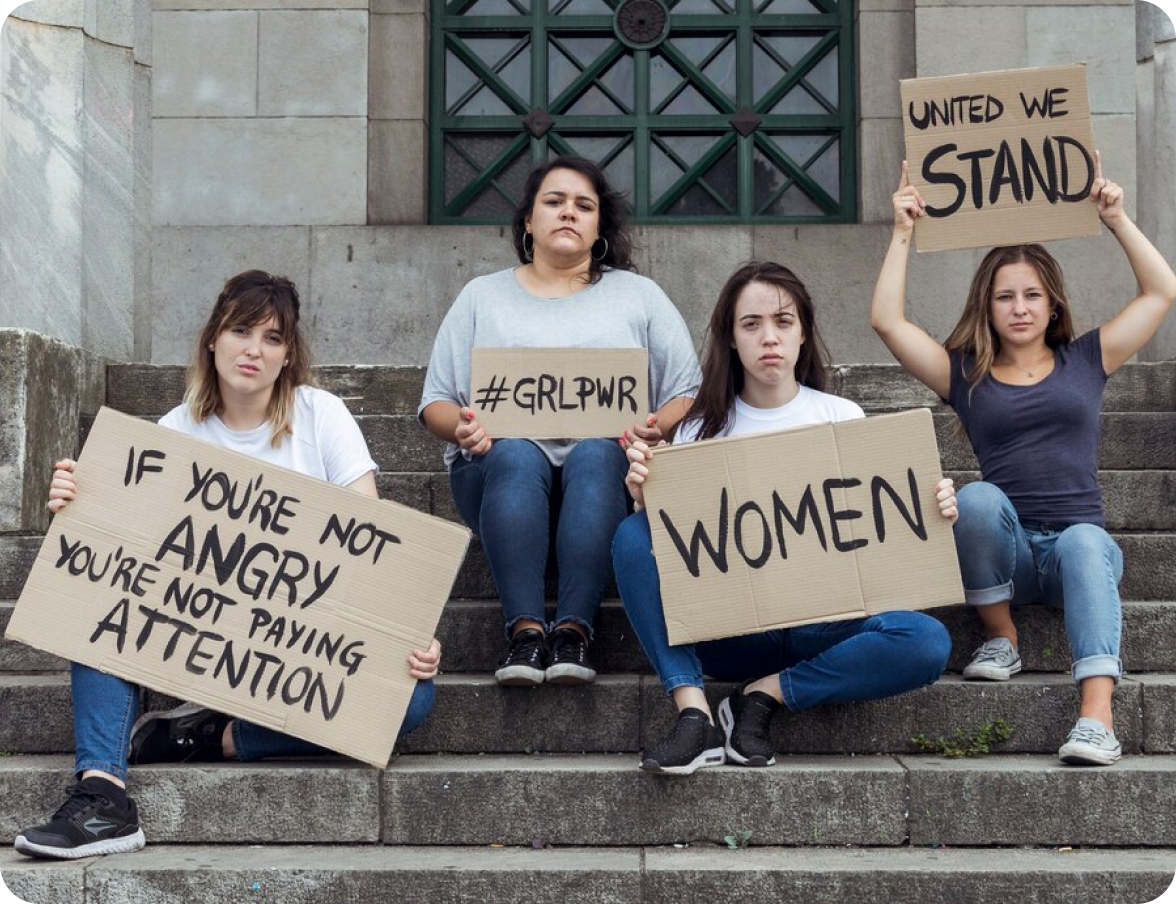 IF YOU'RE NOT
ANGRY
YOU'RE NOT PAYING
ATTENTION
#GRLPWR
WOMEN
UNITED WE
STAND